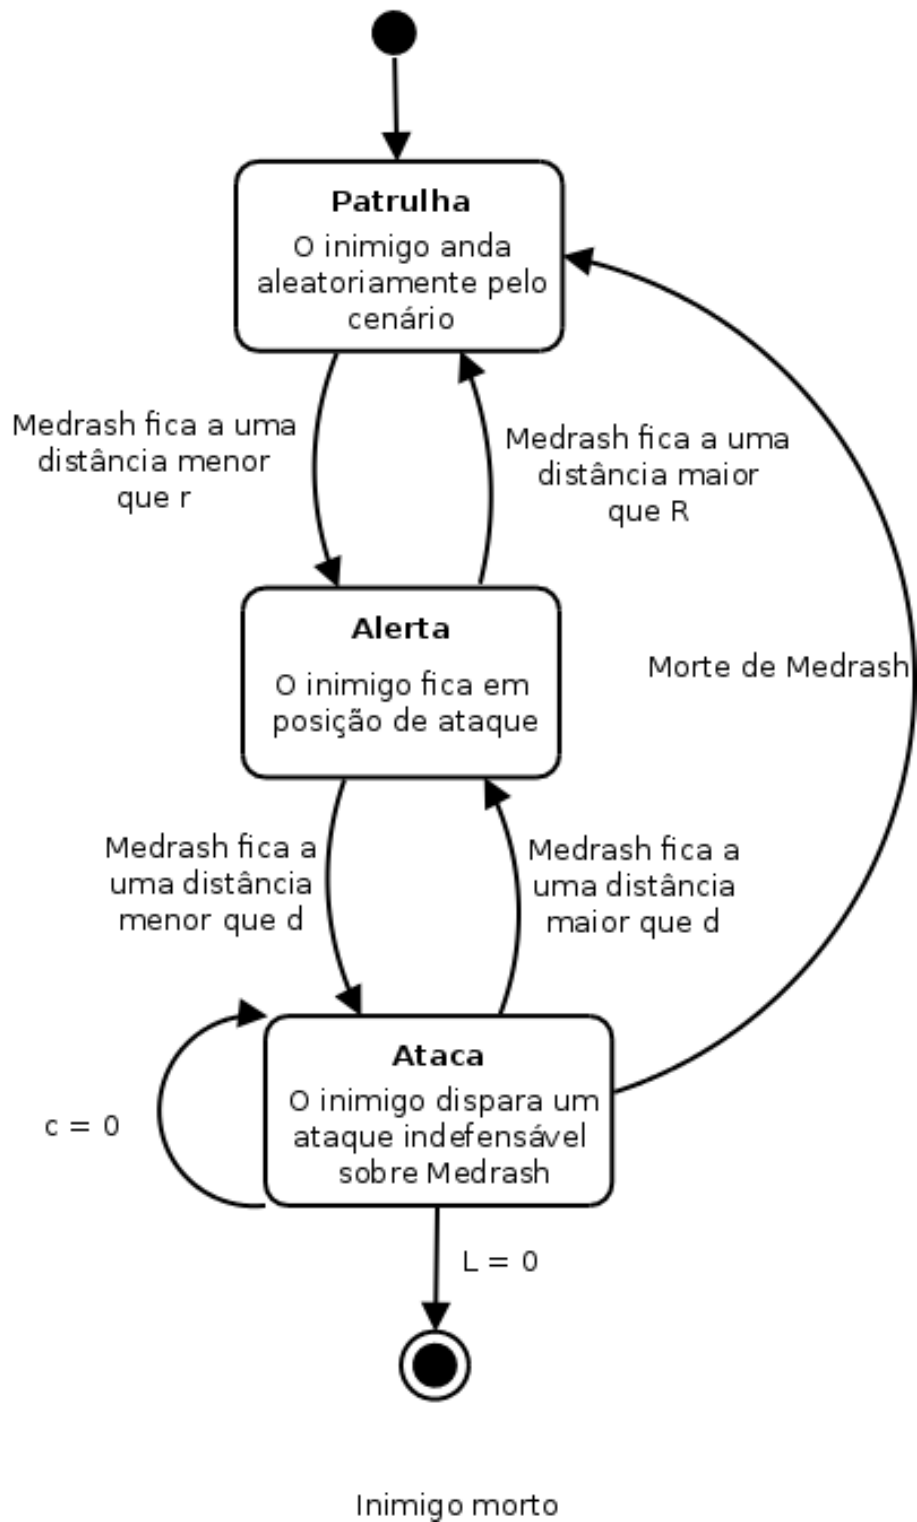 Patrulha
O inimigo anda
aleatoriamente pelo
cenário
Medrash fica a uma
distância menor
que r
Medrash fica a uma
distância maior
que R
Alerta
O inimigo fica em
posição de ataque
Morte de Medrash
Medrash fica a
uma distância
menor que d
Medrash fica a
uma distância
maior que d
Ataca
O inimigo dispara um
ataque indefensável
sobre Medrash
c = 0
L = 0
Inimigo morto